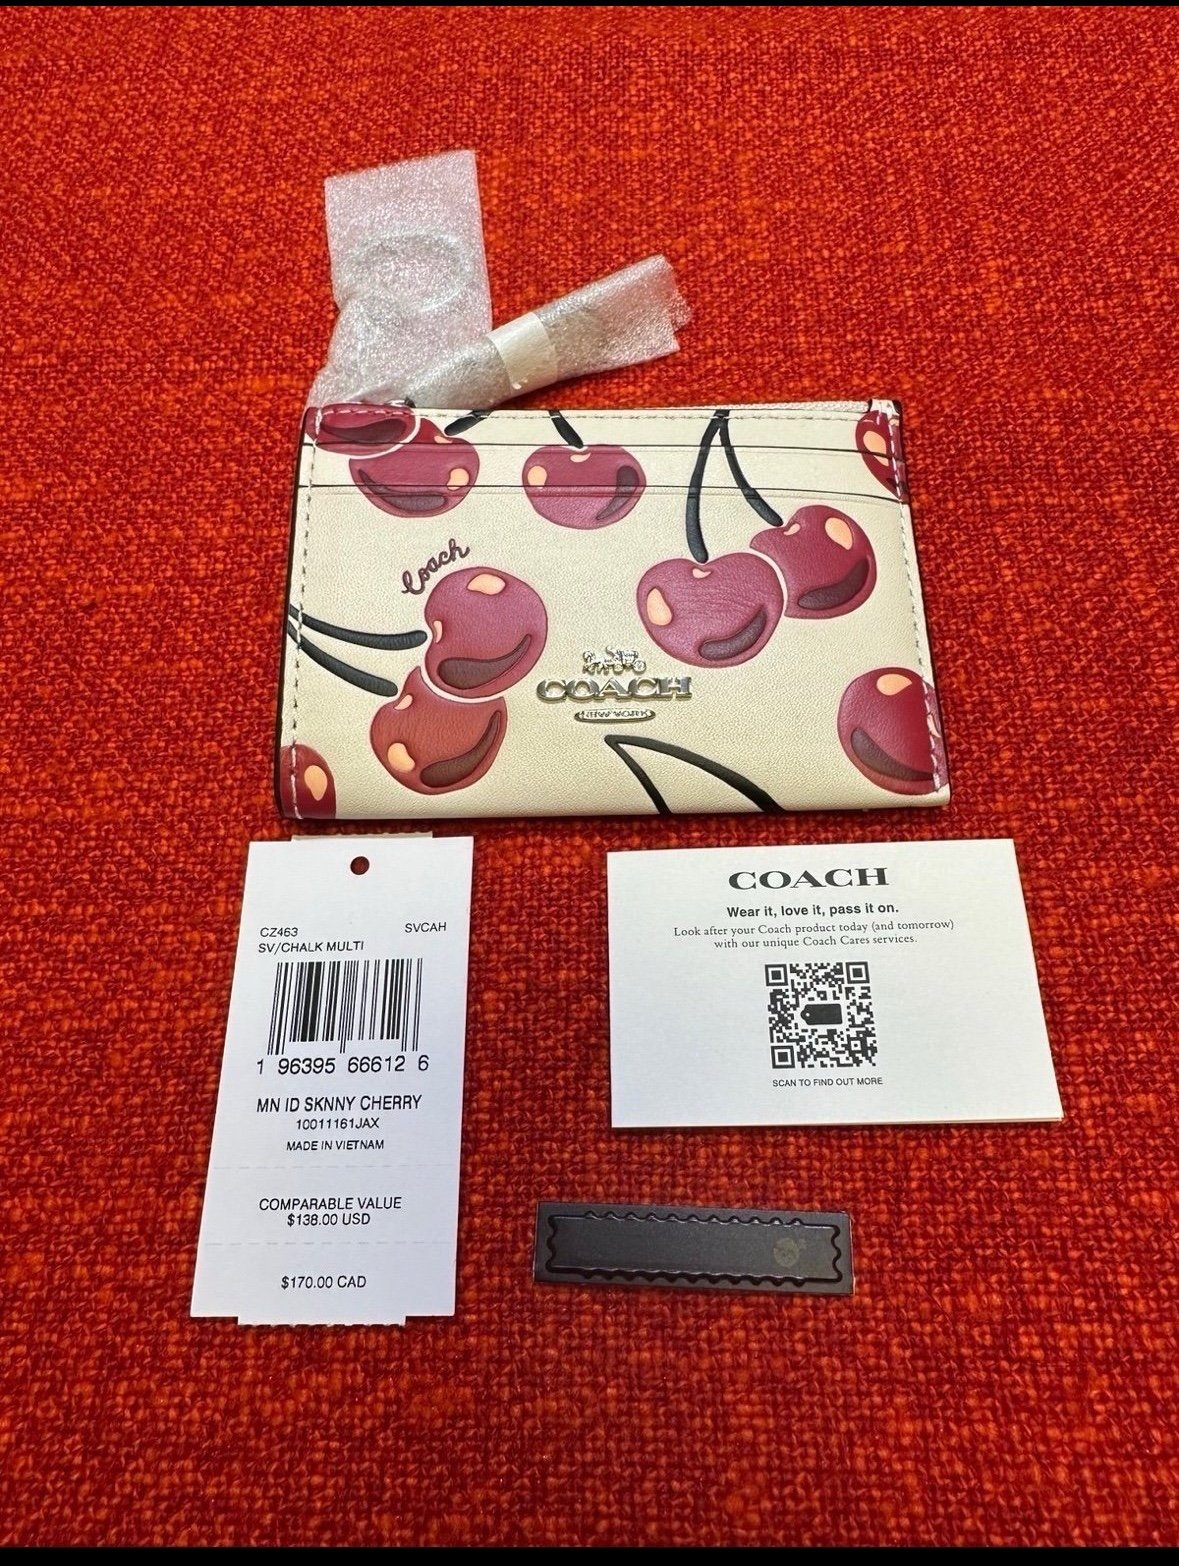 Coach
COACH
NEW YORK
CZ463 SVCAH
SV/CHALK MULTI
1 96395 66612 6
MN ID SKNNY CHERRY
10011161JAX
MADE IN VIETNAM
COMPARABLE VALUE
$138.00 USD
$170.00 CAD
COACH
Wear it, love it, pass it on.
Look after your Coach product today (and tomorrow)
with our unique Coach Cares services.
SCAN TO FIND OUT MORE